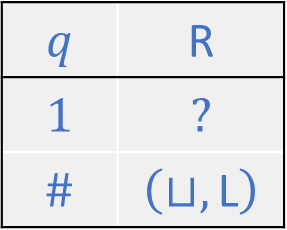 q R
1 ?
# (⊔, L)